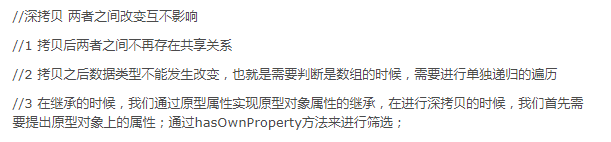 //深拷贝 两者之间改变互不影响
//1 拷贝后两者之间不再存在共享关系
//2 拷贝之后数据类型不能发生改变，也就是需要判断是数组的时候，需要进行单独递归的遍历
//3 在继承的时候，我们通过原型属性实现原型对象属性的继承，在进行深拷贝的时候，我们首先需
要提出原型对象上的属性；通过hasOwnProperty方法来进行筛选；